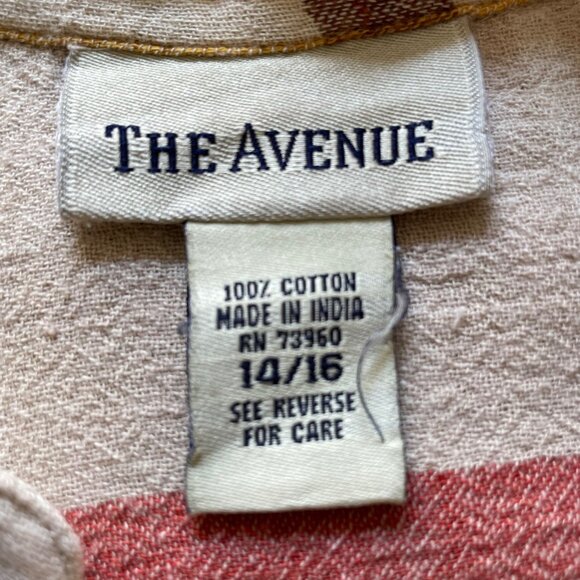 THE AVENUE
100% COTTON
MADE IN INDIA
RN 73960
14/16
SEE REVERSE
FOR CARE